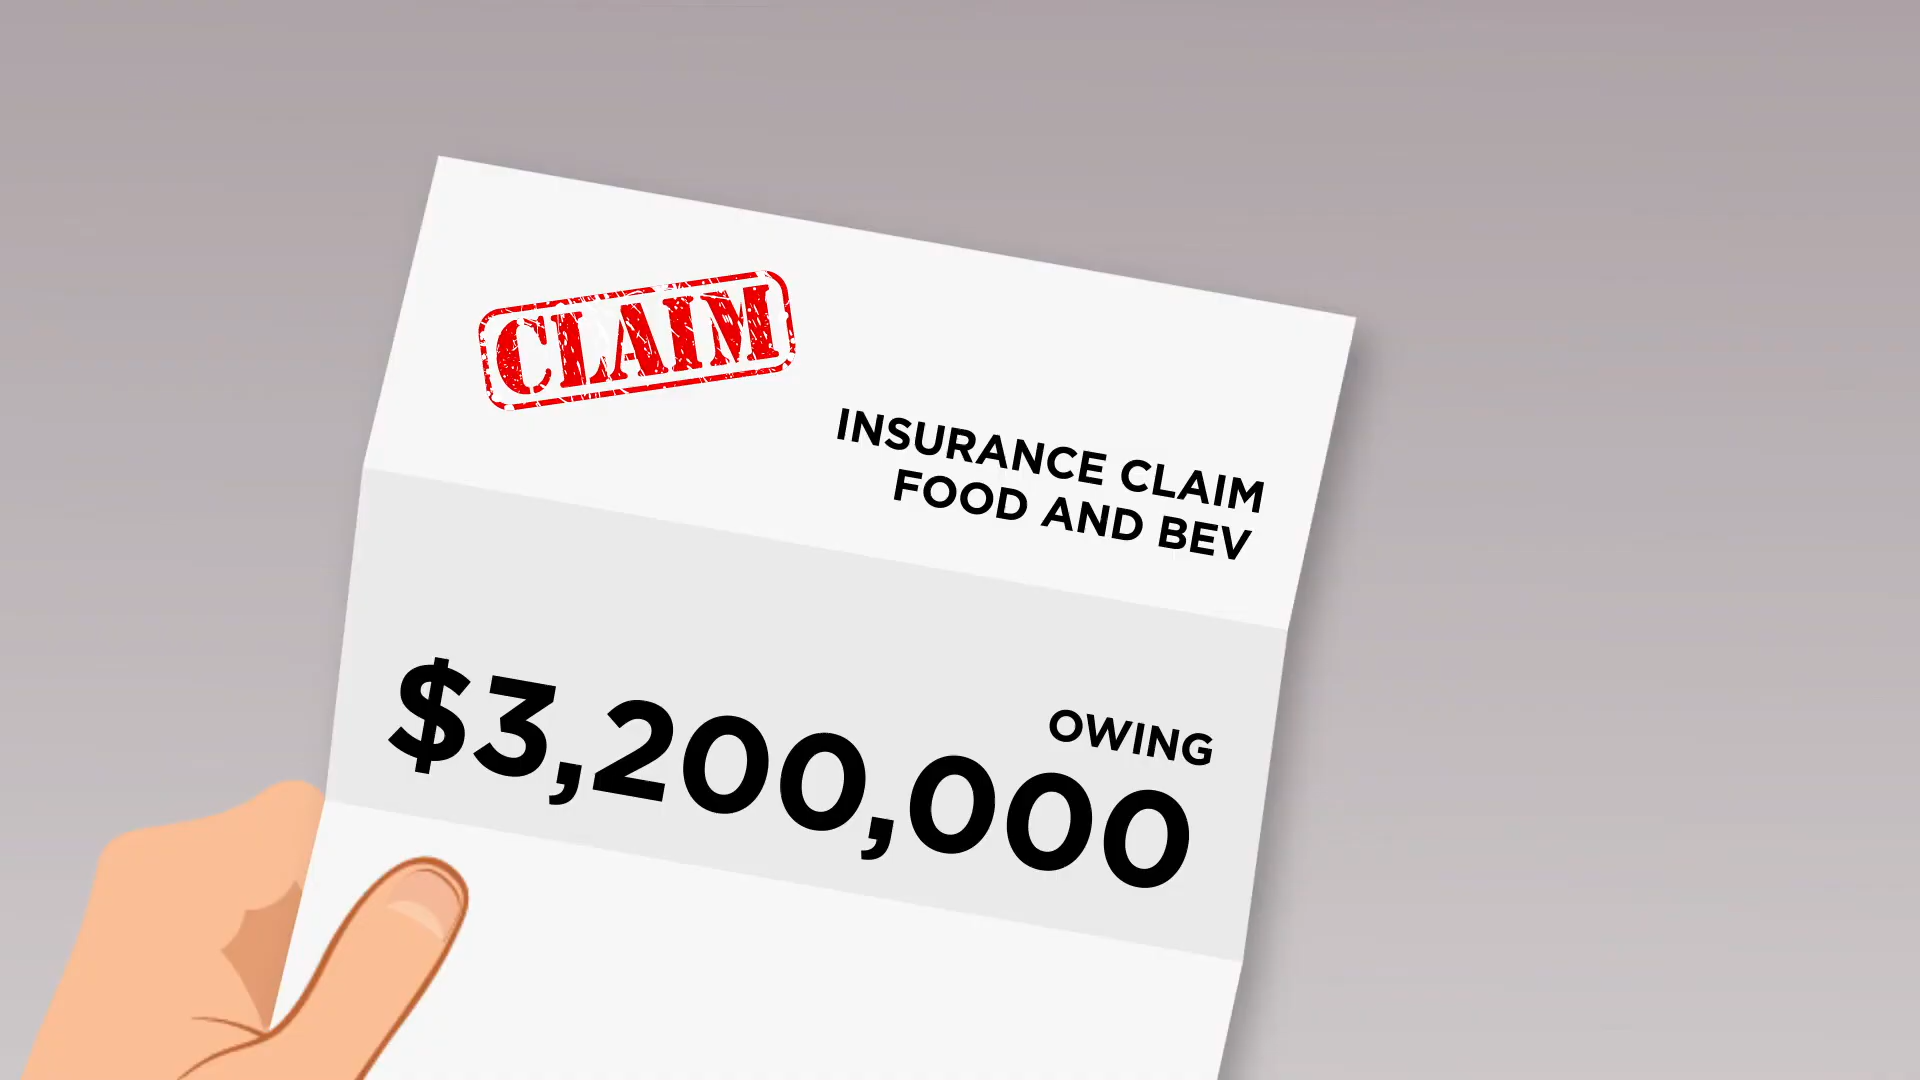 CLAIM
INSURANCE CLAIM
FOOD AND BEV
OWING
$3,200,000